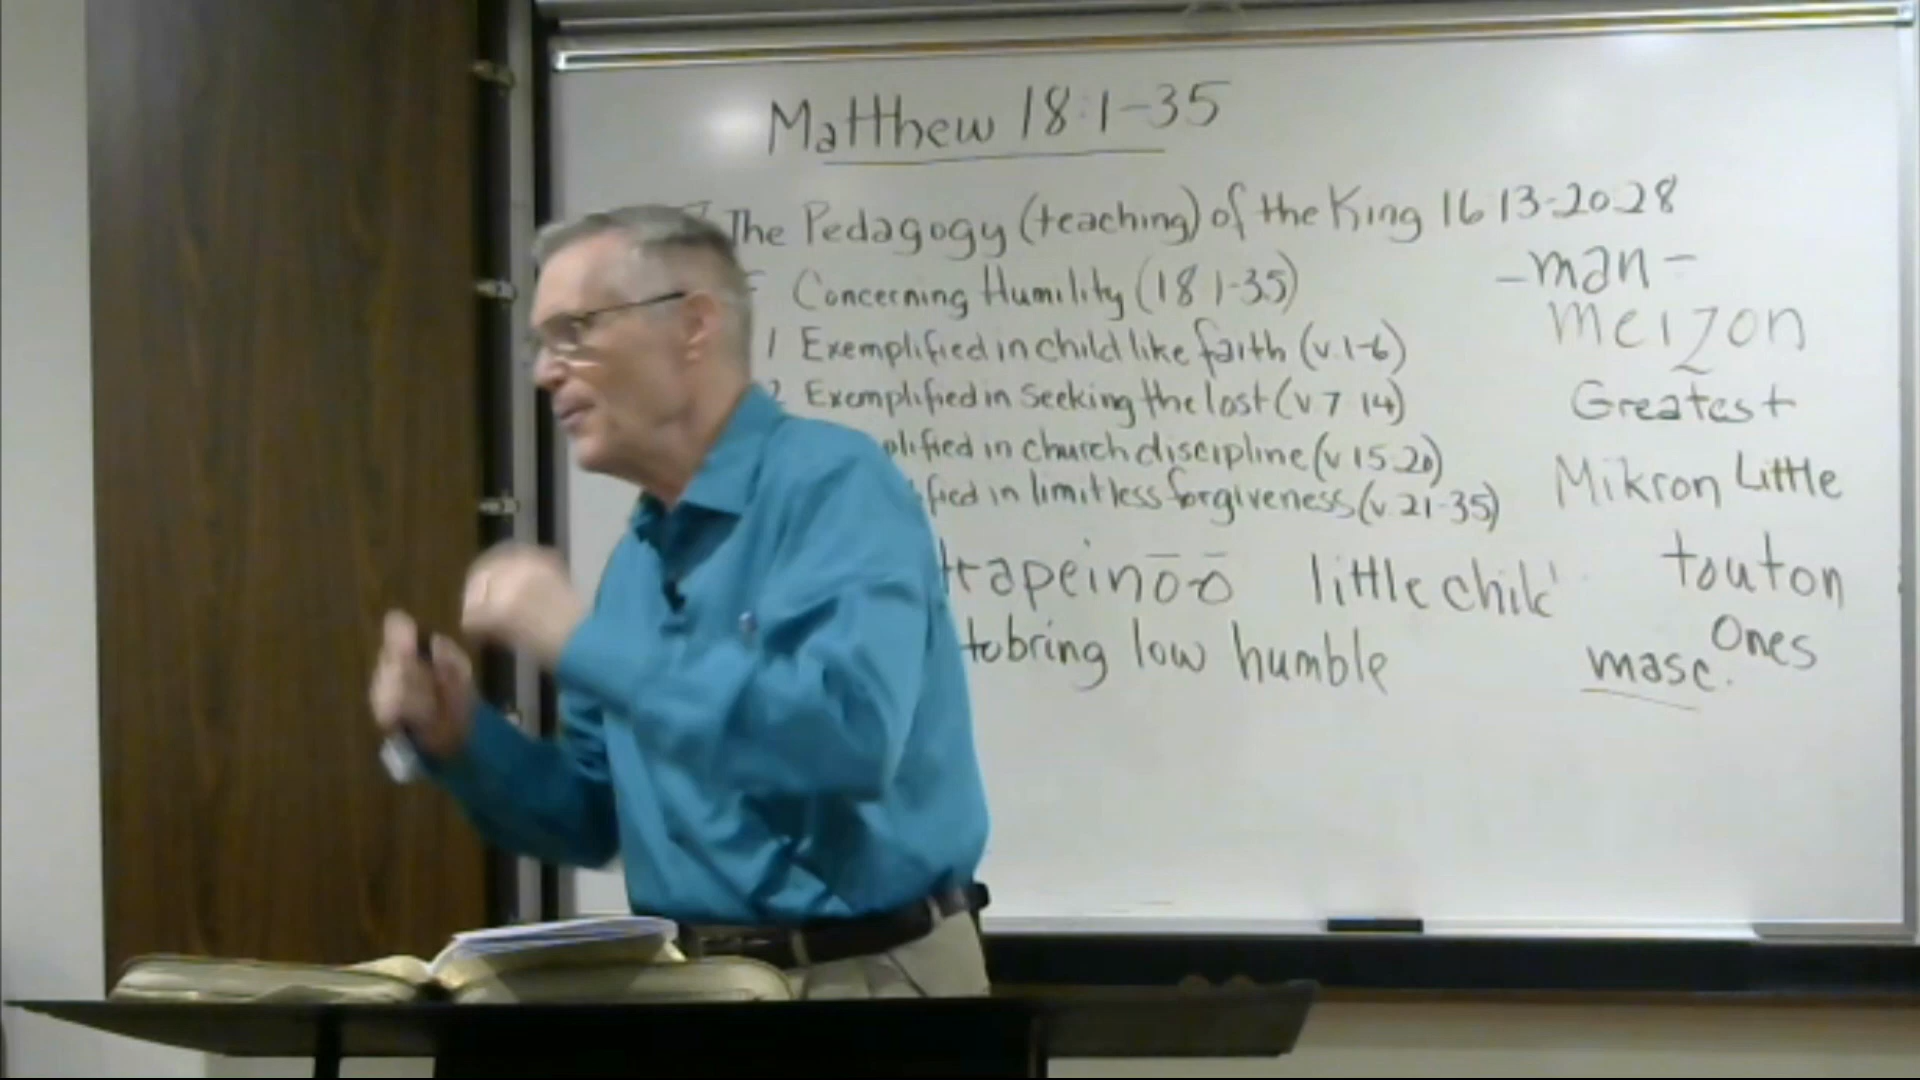 Matthew 18:1-35
The Pedagogy (teaching) of the King 16 13-20 28
Concerning Humility (18 1-35)
-man-
meizon
1 Exemplified in child like faith (v. 1-6)
Greatest
2 Exemplified in Seeking the lost (v 7 14)
plified in church discipline (v 15-20)
Mikron Little
fied in limitless forgiveness (v. 21-35)
trapeinō-ō little child
touton
to bring low humble
Ones
masc.